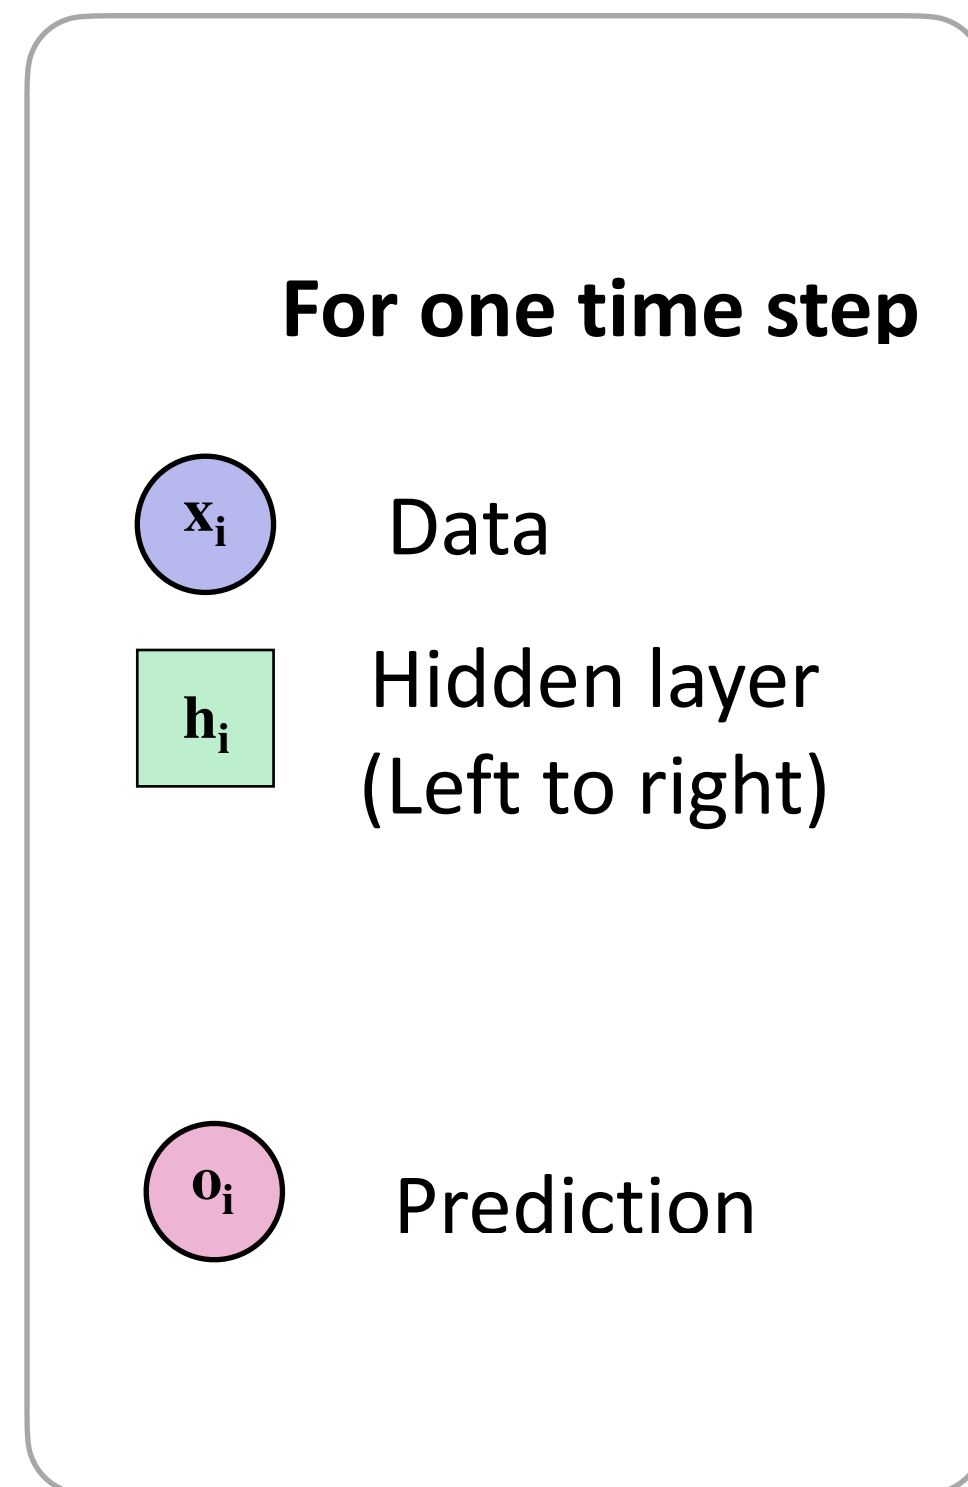 For one time step
xi Data
hi Hidden layer
(Left to right)
oi Prediction